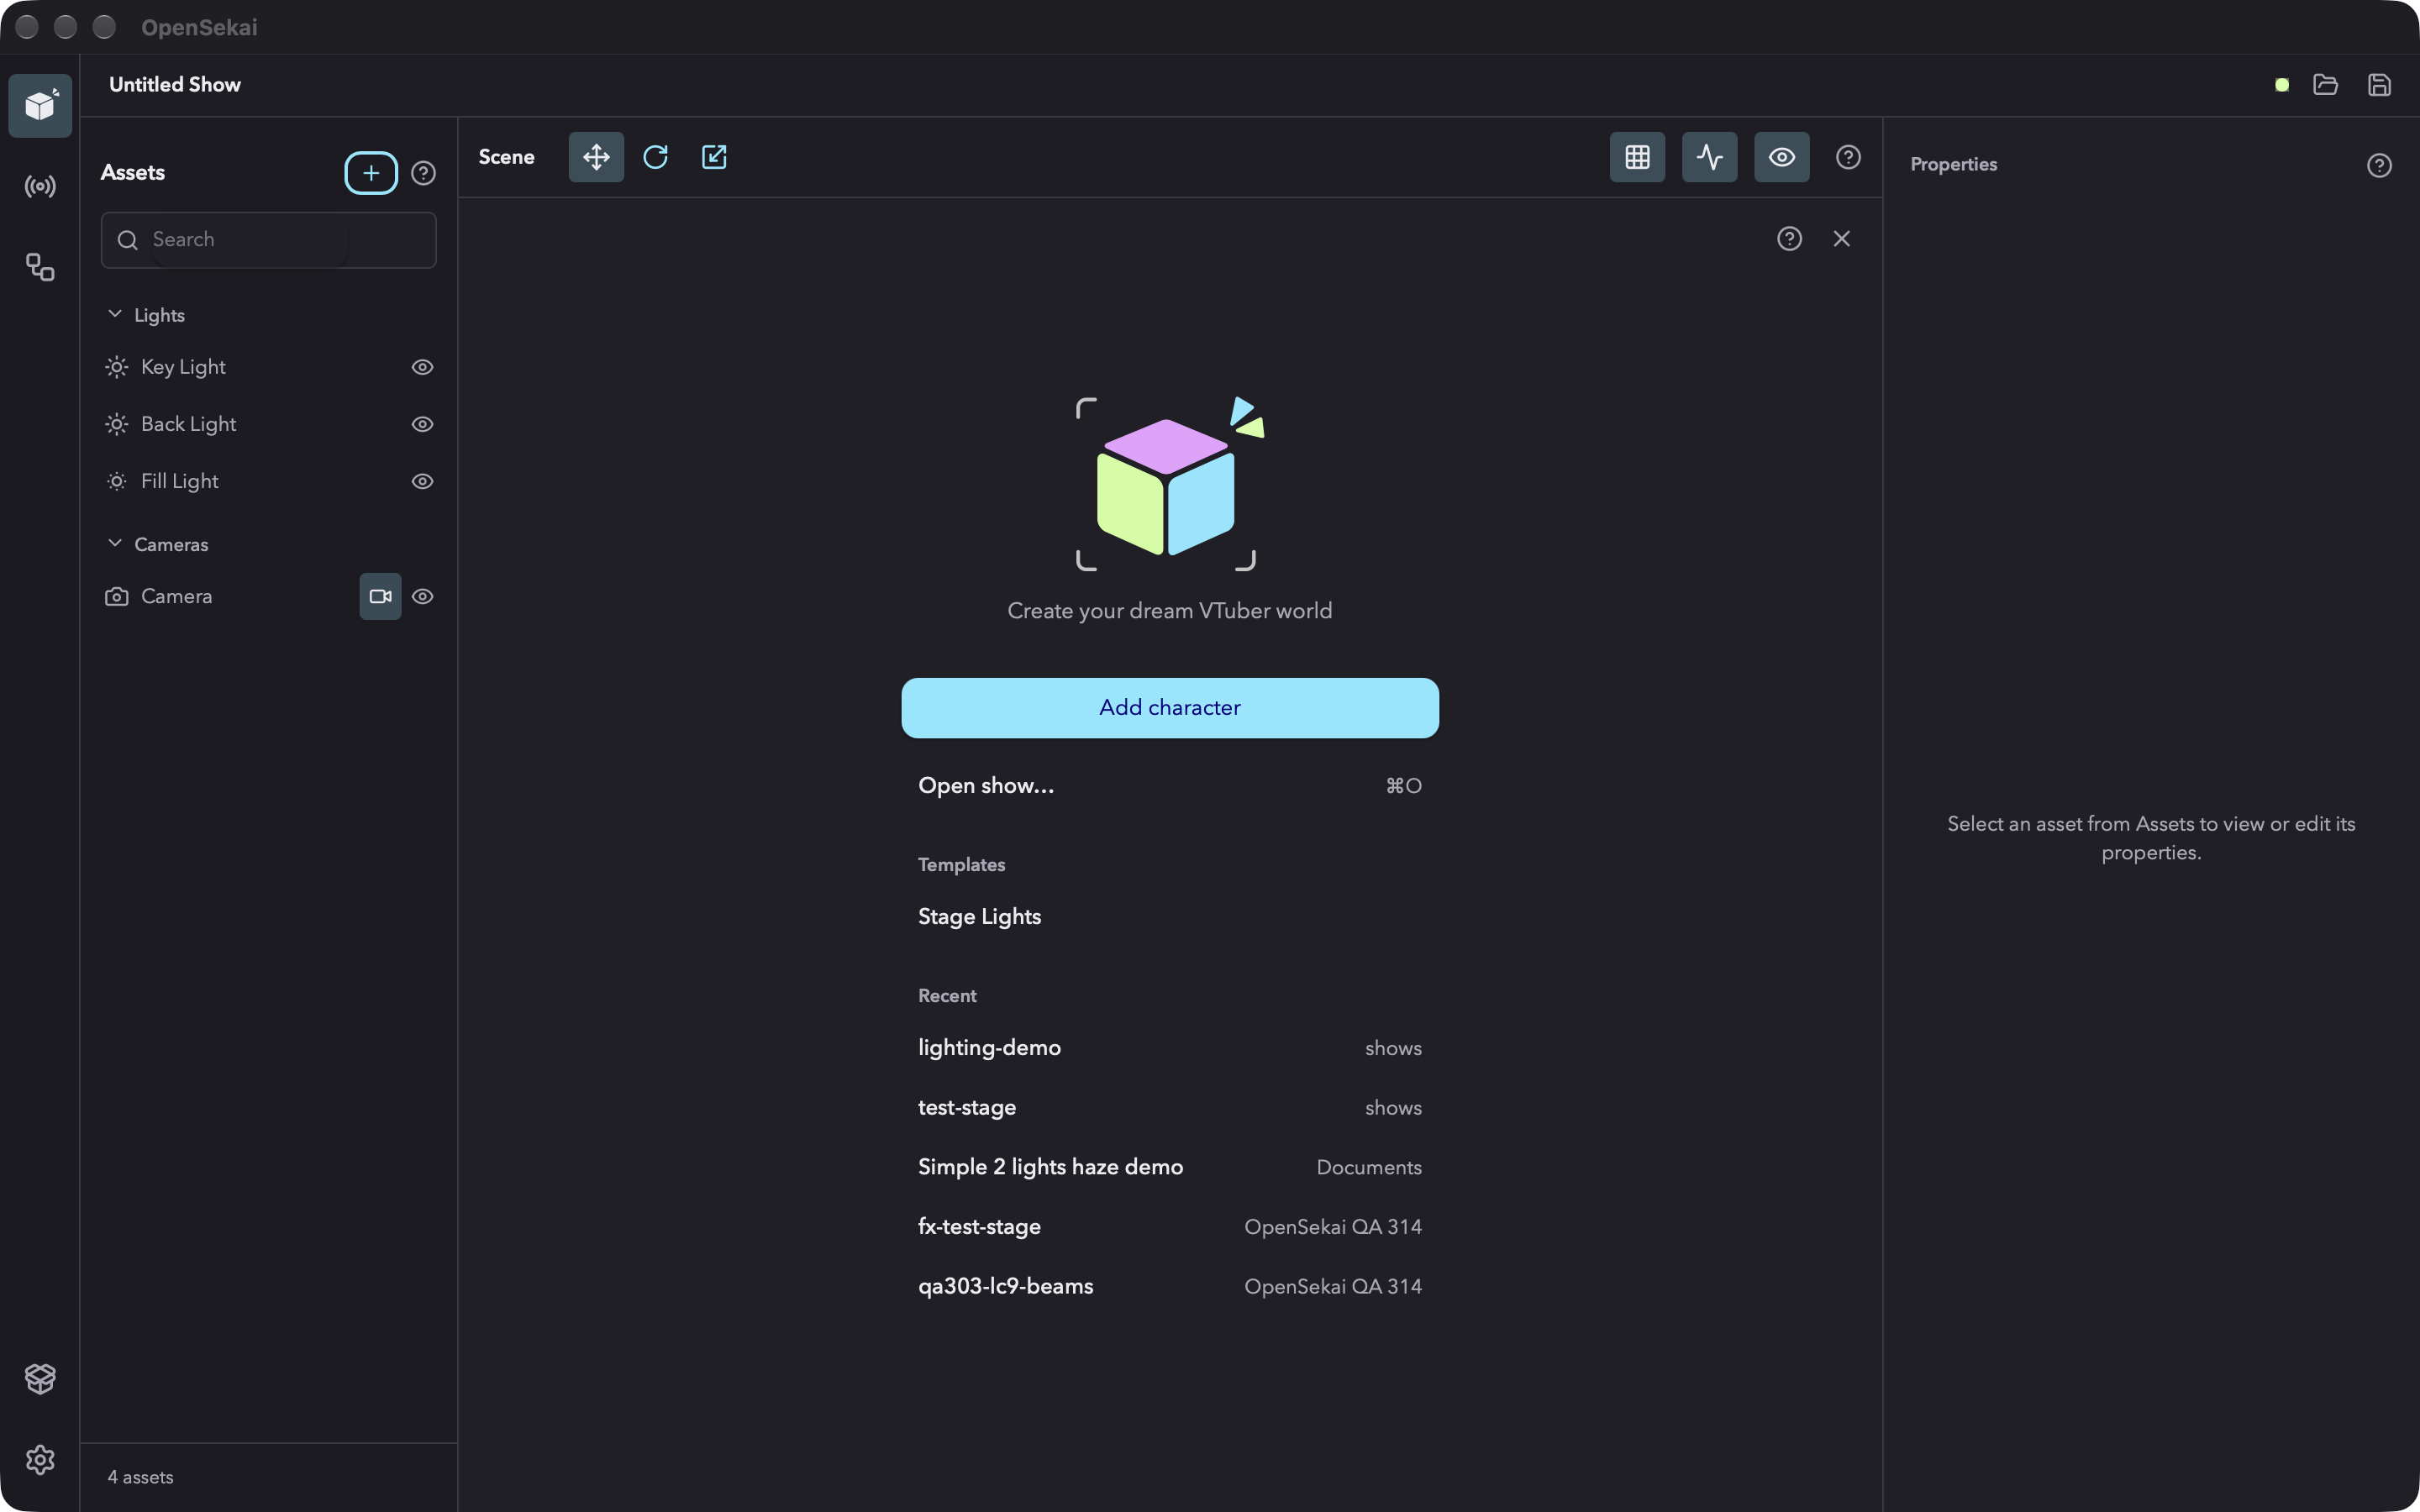 OpenSekai
Untitled Show
Assets
Search
Lights
Key Light
Back Light
Fill Light
Cameras
Camera
4 assets
Scene
Create your dream VTuber world
Add character
Open show... ⌘O
Templates
Stage Lights
Recent
lighting-demo shows
test-stage shows
Simple 2 lights haze demo Documents
fx-test-stage OpenSekai QA 314
qa303-lc9-beams OpenSekai QA 314
Properties
Select an asset from Assets to view or edit its
properties.